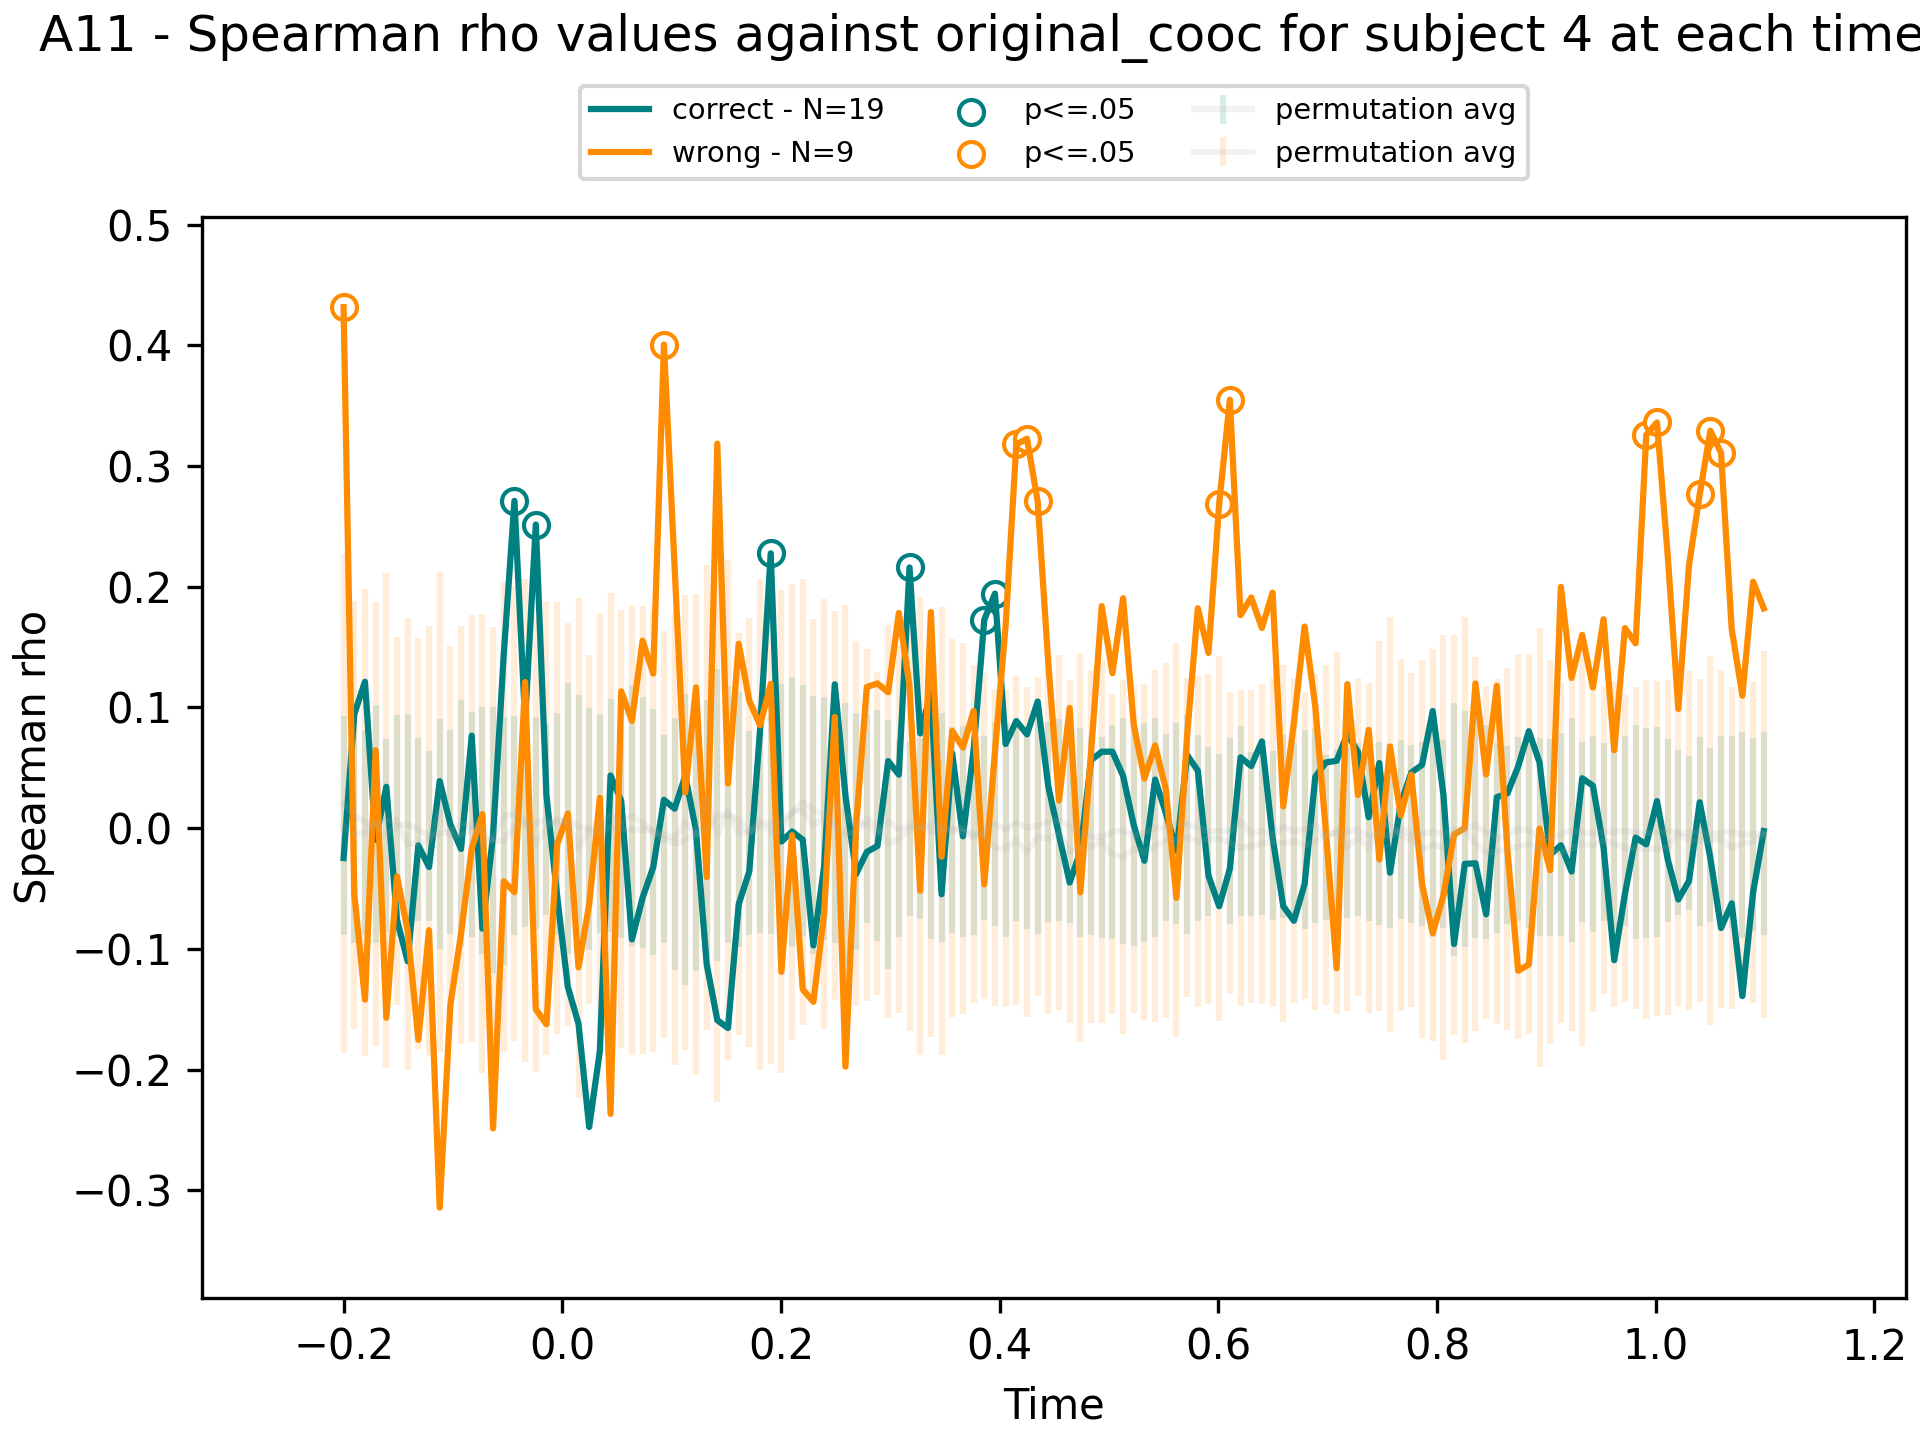 A11 - Spearman rho values against original_cooc for subject 4 at each time
correct - N=19
wrong - N=9
p<=.05
p<=.05
permutation avg
permutation avg
Spearman rho
0.5
0.4
0.3
0.2
0.1
0.0
−0.1
−0.2
−0.3
−0.2 0.0 0.2 0.4 0.6 0.8 1.0 1.2
Time